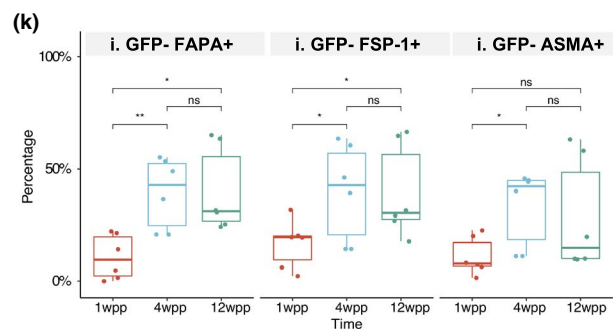 (k)
i. GFP- FAPA+ i. GFP- FSP-1+ i. GFP- ASMA+
100%
* * ns
ns ns ns
** * *
Percentage
50%
0%
1wpp 4wpp 12wpp 1wpp 4wpp 12wpp 1wpp 4wpp 12wpp
Time